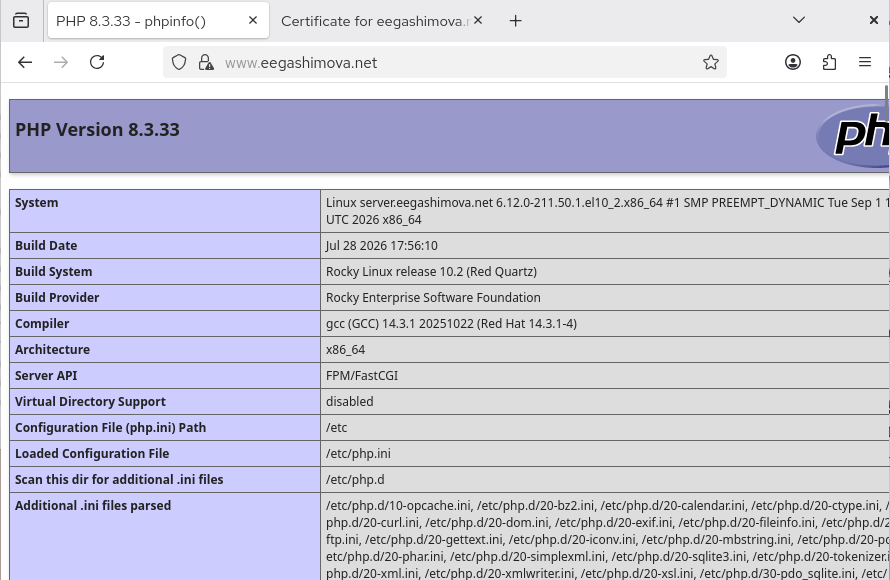 PHP 8.3.33 - phpinfo()
Certificate for eegashimova.
www.eegashimova.net
PHP Version 8.3.33
System
Linux server.eegashimova.net 6.12.0-211.50.1.el10_2.x86_64 #1 SMP PREEMPT_DYNAMIC Tue Sep 1
UTC 2026 x86_64
Build Date
Jul 28 2026 17:56:10
Build System
Rocky Linux release 10.2 (Red Quartz)
Build Provider
Rocky Enterprise Software Foundation
Compiler
gcc (GCC) 14.3.1 20251022 (Red Hat 14.3.1-4)
Architecture
x86_64
Server API
FPM/FastCGI
Virtual Directory Support
disabled
Configuration File (php.ini) Path
/etc
Loaded Configuration File
/etc/php.ini
Scan this dir for additional .ini files
/etc/php.d
Additional .ini files parsed
/etc/php.d/10-opcache.ini, /etc/php.d/20-bz2.ini, /etc/php.d/20-calendar.ini, /etc/php.d/20-ctype.ini, /
php.d/20-curl.ini, /etc/php.d/20-dom.ini, /etc/php.d/20-exif.ini, /etc/php.d/20-fileinfo.ini, /etc/php.d/2
ftp.ini, /etc/php.d/20-gettext.ini, /etc/php.d/20-iconv.ini, /etc/php.d/20-mbstring.ini, /etc/php.d/20-p
etc/php.d/20-phar.ini, /etc/php.d/20-simplexml.ini, /etc/php.d/20-sqlite3.ini, /etc/php.d/20-tokenizer.
php.d/20-xml.ini, /etc/php.d/20-xmlwriter.ini, /etc/php.d/20-xsl.ini, /etc/php.d/30-pdo_sqlite.ini, /etc/